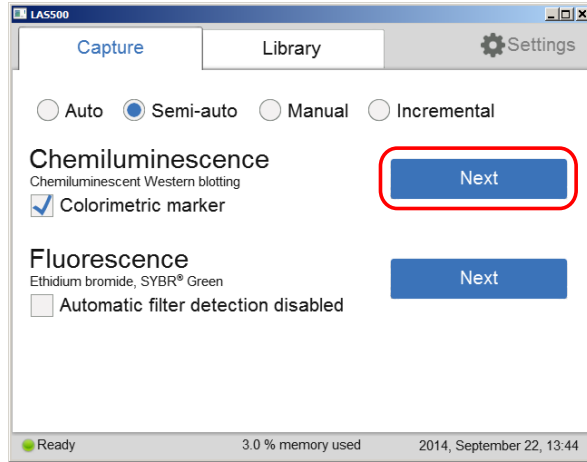 LAS500
Capture Library Settings
Auto Semi-auto Manual Incremental
Chemiluminescence
Chemiluminescent Western blotting
Next
Colorimetric marker
Fluorescence
Ethidium bromide, SYBR® Green
Next
Automatic filter detection disabled
Ready 3.0 % memory used 2014, September 22, 13:44